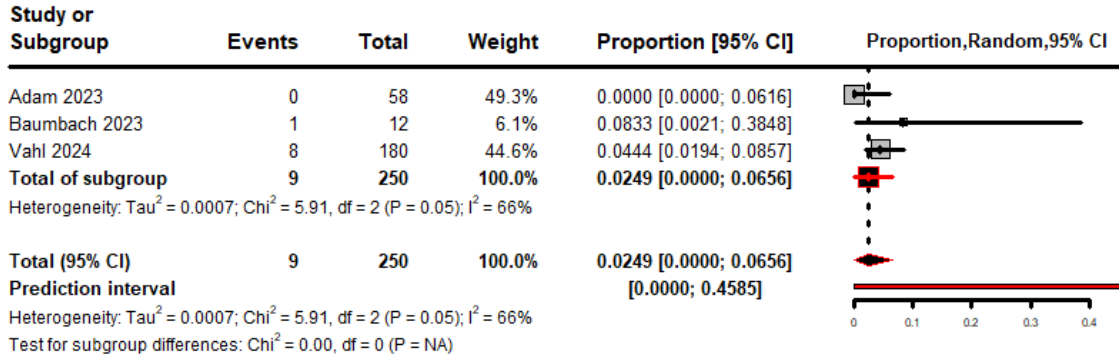 Study or
Subgroup Events Total Weight Proportion [95% CI] Proportion,Random,95% CI
Adam 2023 0 58 49.3% 0.0000 [0.0000; 0.0616]
Baumbach 2023 1 12 6.1% 0.0833 [0.0021; 0.3848]
Vahl 2024 8 180 44.6% 0.0444 [0.0194; 0.0857]
Total of subgroup 9 250 100.0% 0.0249 [0.0000; 0.0656]
Heterogeneity: Tau² = 0.0007; Chi² = 5.91, df = 2 (P = 0.05); I² = 66%
Total (95% CI) 9 250 100.0% 0.0249 [0.0000; 0.0656]
Prediction interval [0.0000; 0.4585]
Heterogeneity: Tau² = 0.0007; Chi² = 5.91, df = 2 (P = 0.05); I² = 66%
0 0.1 0.2 0.3 0.4
Test for subgroup differences: Chi² = 0.00, df = 0 (P = NA)